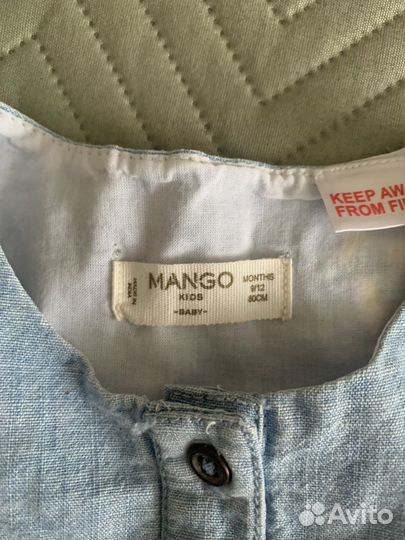 KEEP AW
FROM FI
MANGO
KIDS
-BABY-
MONTHS
9/12
80CM
Avito